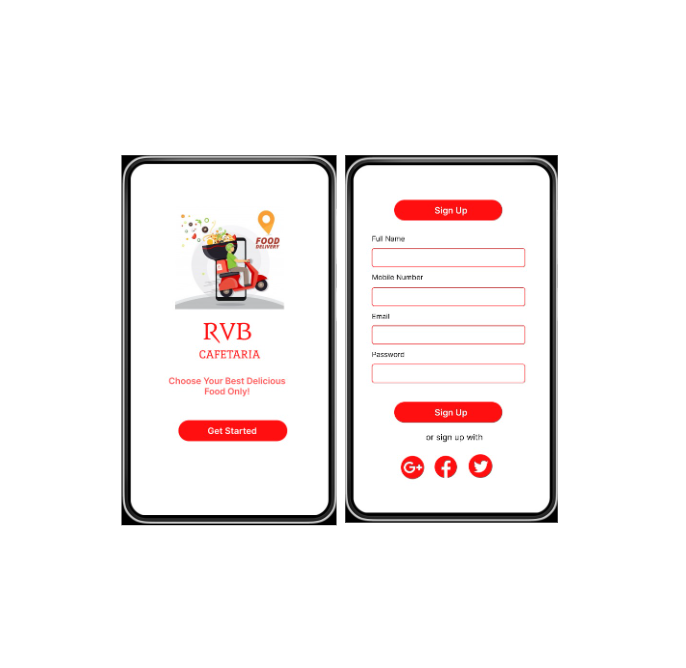 FOOD
DELIVERY
RVB
CAFETARIA
Choose Your Best Delicious
Food Only!
Get Started
Sign Up
Full Name
Mobile Number
Email
Password
Sign Up
or sign up with
G+